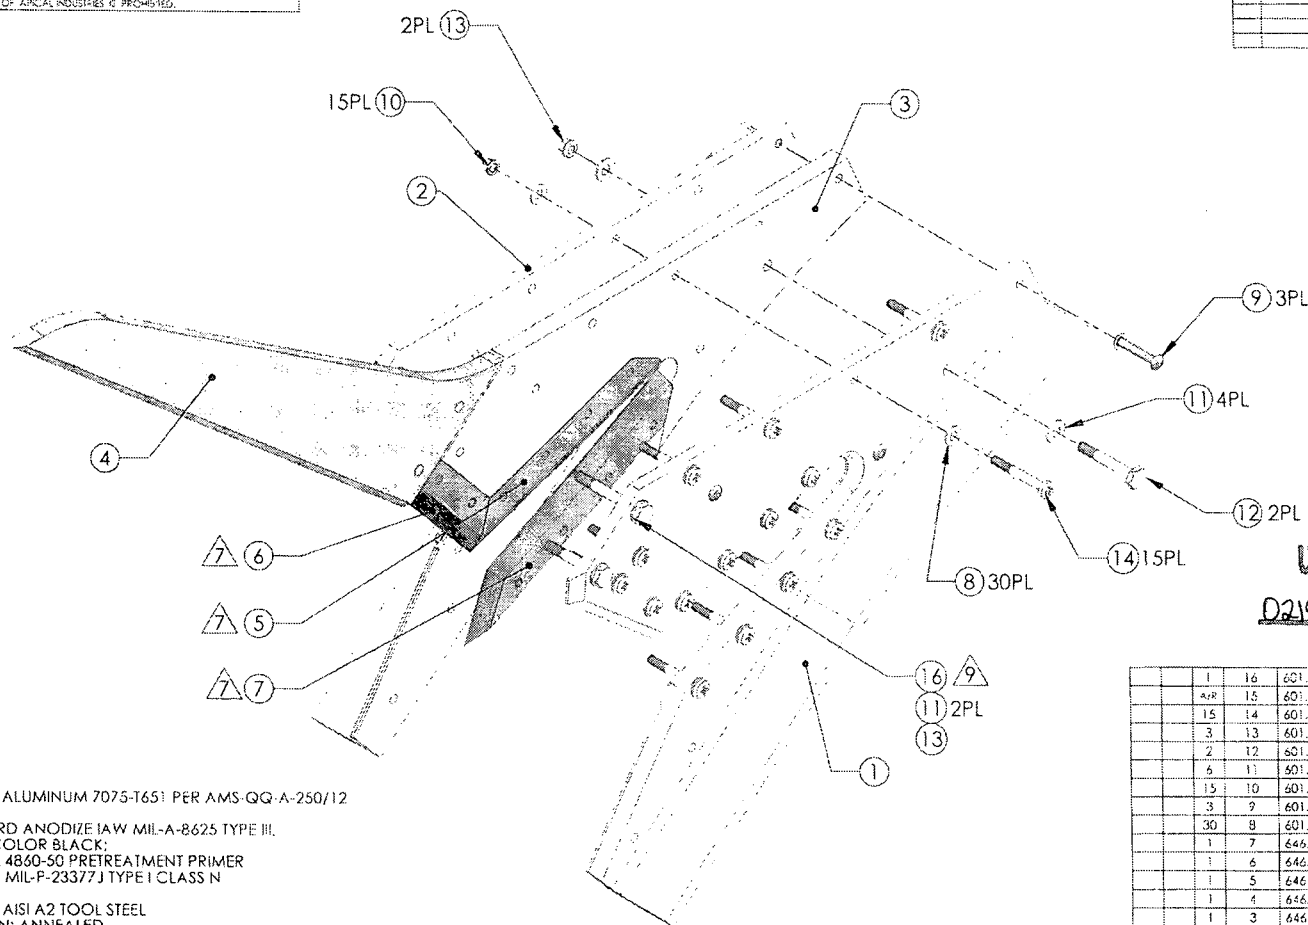 OF APICAL INDUSTRIES IS PROHIBITED.
2PL 13
15PL 10
3
2
9 3PL
11 4PL
4
12 2PL
14 15PL
8 30PL
7 6
7 5
7 7
16 9
11 2PL
13
1
ALUMINUM 7075-T651 PER AMS-QQ-A-250/12
RD ANODIZE IAW MIL-A-8625 TYPE III,
COLOR BLACK;
4860-50 PRETREATMENT PRIMER
MIL-P-23377J TYPE I CLASS N
AISI A2 TOOL STEEL
N: ANNEALED
1 16 601.
A/R 15 601.
15 14 601.
3 13 601.
2 12 601.
6 11 601.
15 10 601.
3 9 601.
30 8 601.
1 7 646.
1 6 646.
1 5 646.
1 4 646.
1 3 646